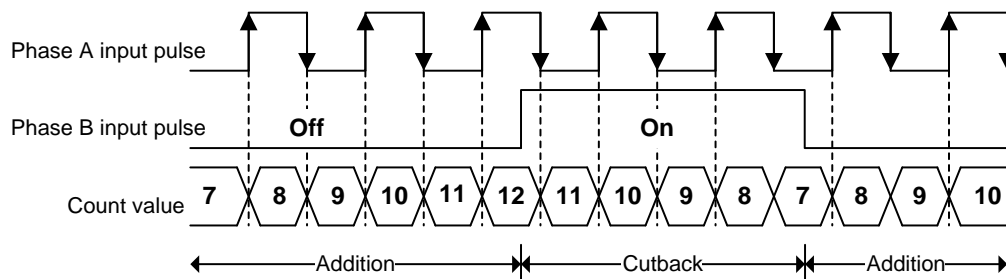 Phase A input pulse
Phase B input pulse
Off
On
Count value
7 8 9 10 11 12 11 10 9 8 7 8 9 10
Addition Cutback Addition